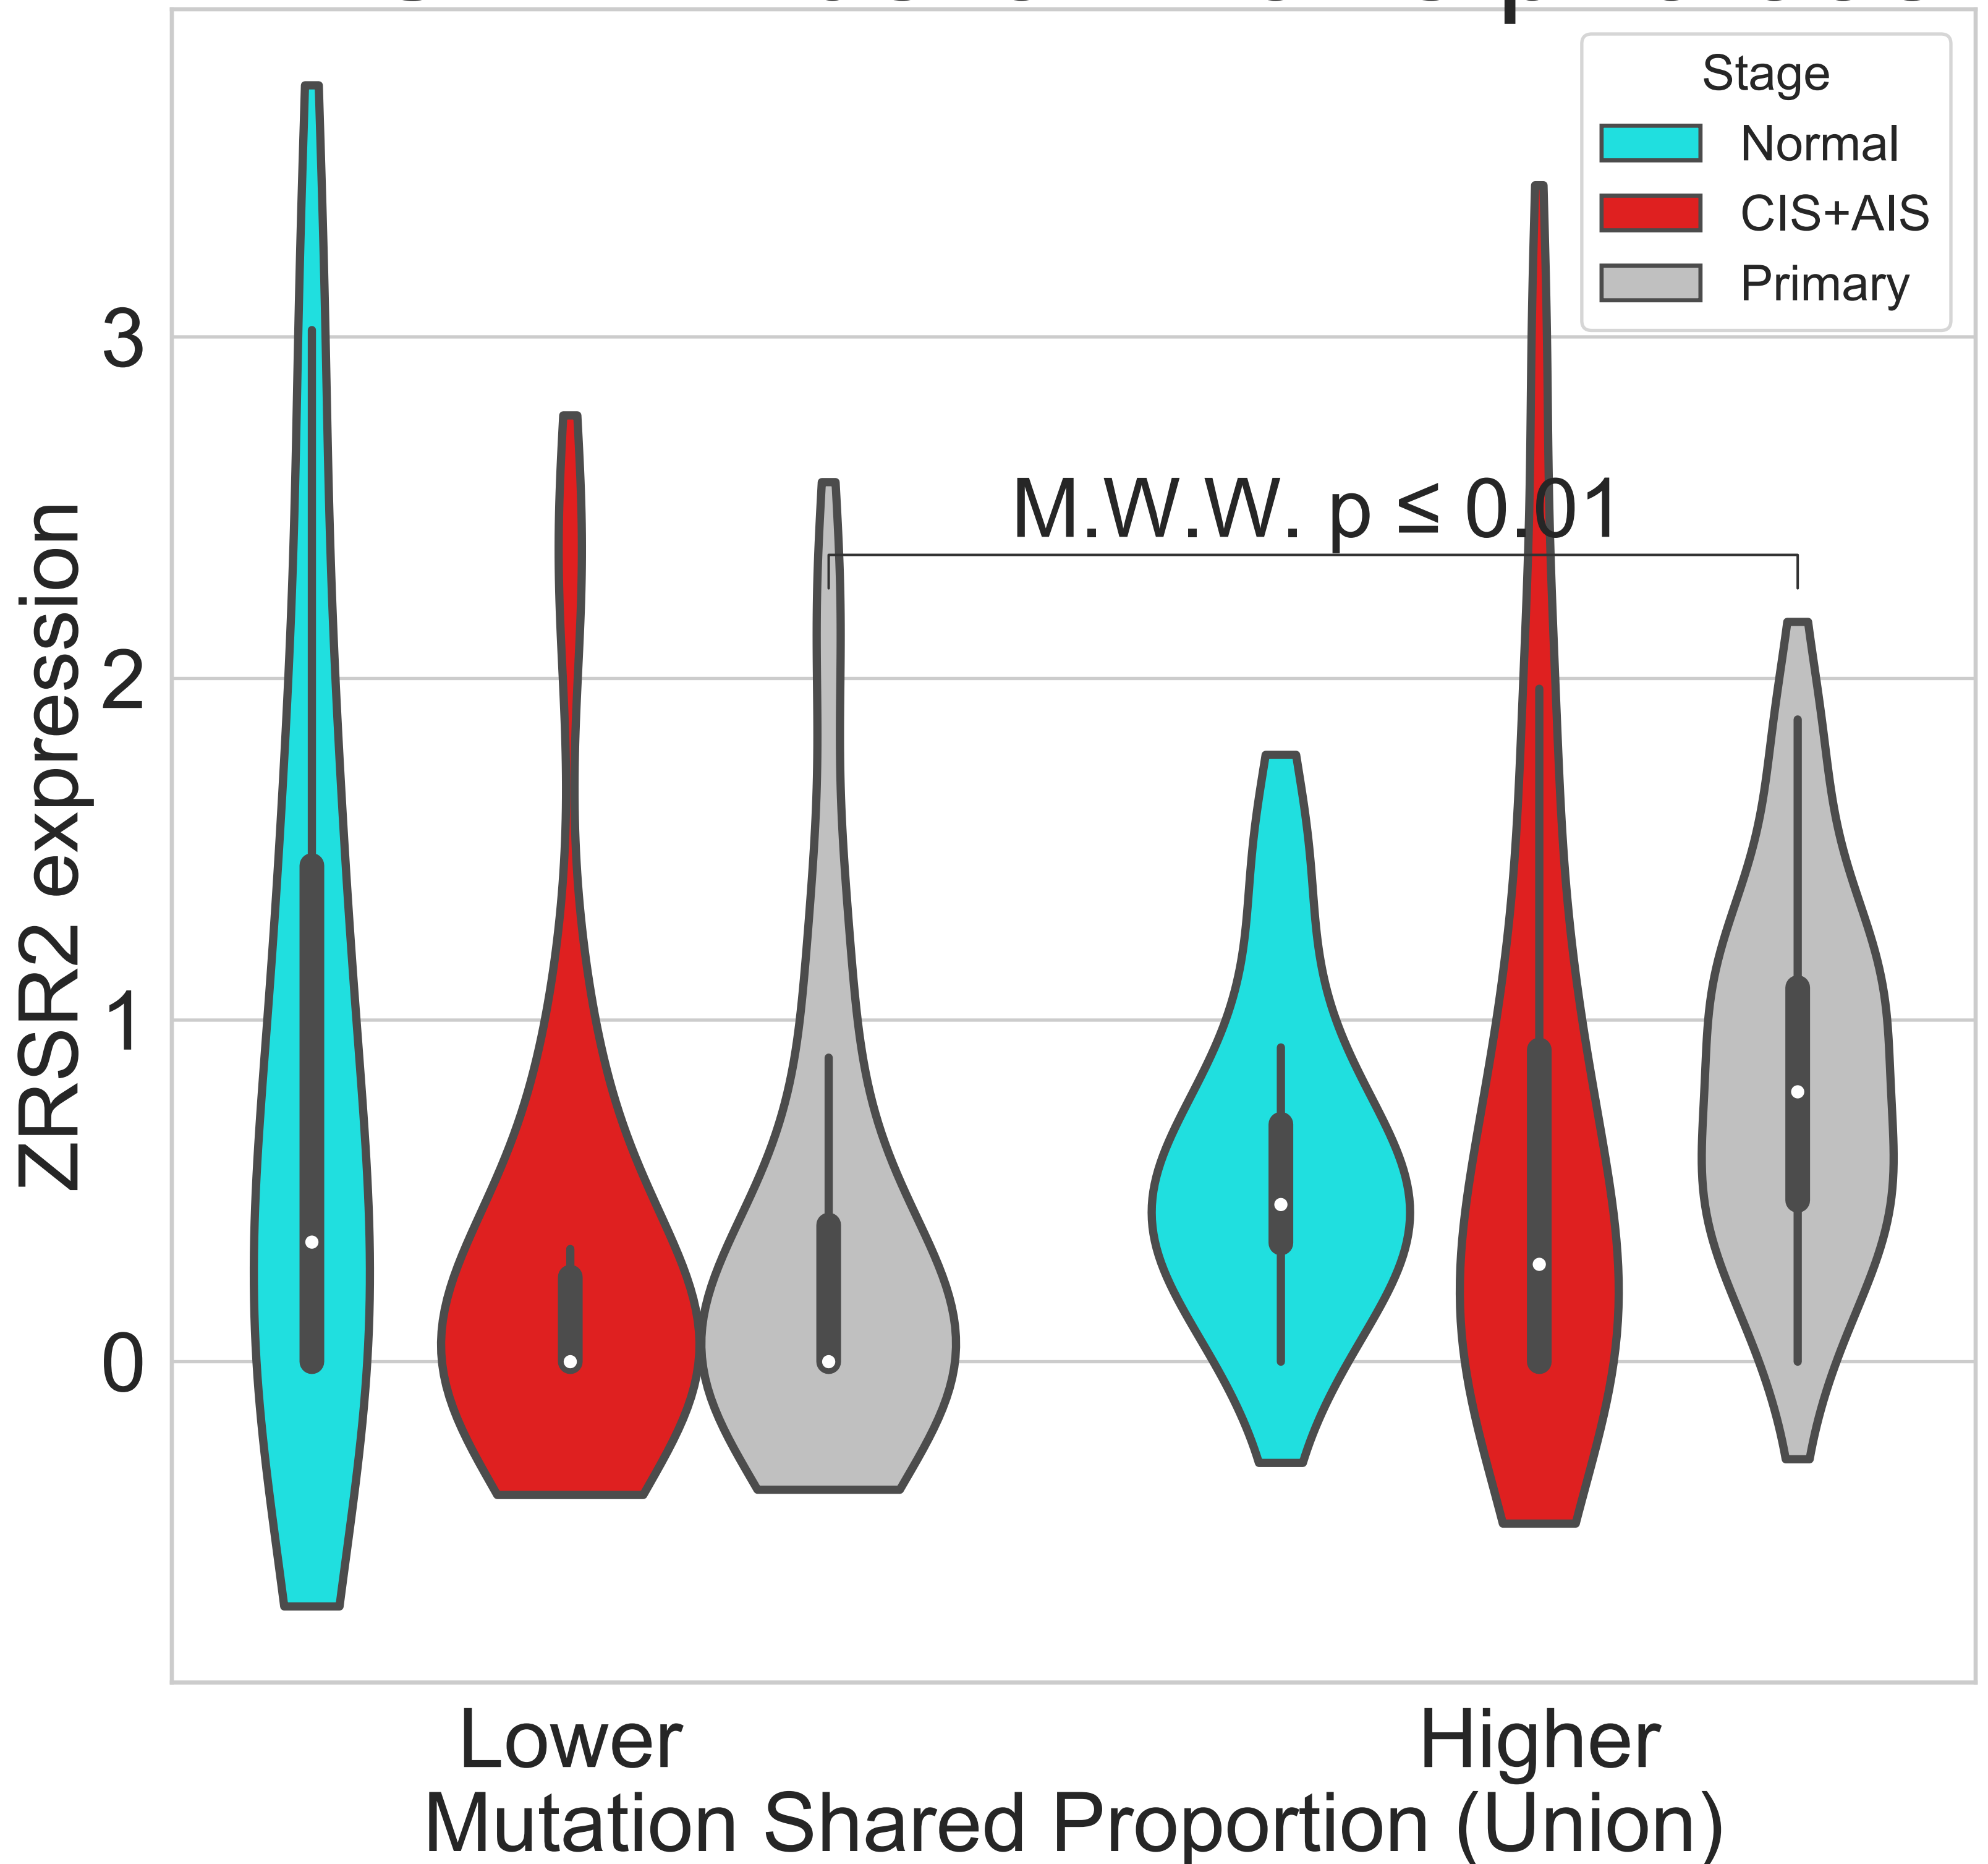 Stage
Normal
CIS+AIS
Primary
3
M.W.W. p ≤ 0.01
2
ZRSR2 expression
1
0
Lower Higher
Mutation Shared Proportion (Union)